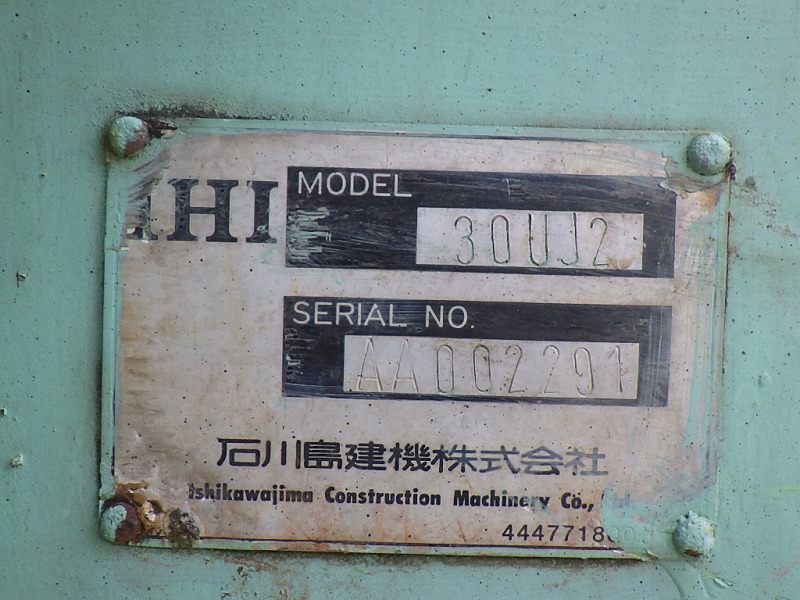 IHI
MODEL
30UJ2
SERIAL NO.
AA002291
石川島建機株式会社
Ishikawajima Construction Machinery Co.,